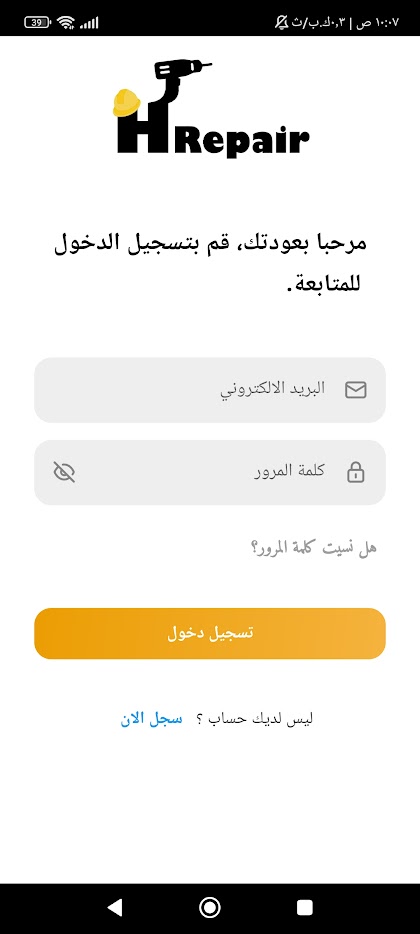 ١٠:٠٧ ص | ٠,٣ك.ب/ث
39
H Repair
مرحبا بعودتك، قم بتسجيل الدخول
للمتابعة.
البريد الالكتروني
كلمة المرور
هل نسيت كلمة المرور؟
تسجيل دخول
ليس لديك حساب ؟ سجل الان